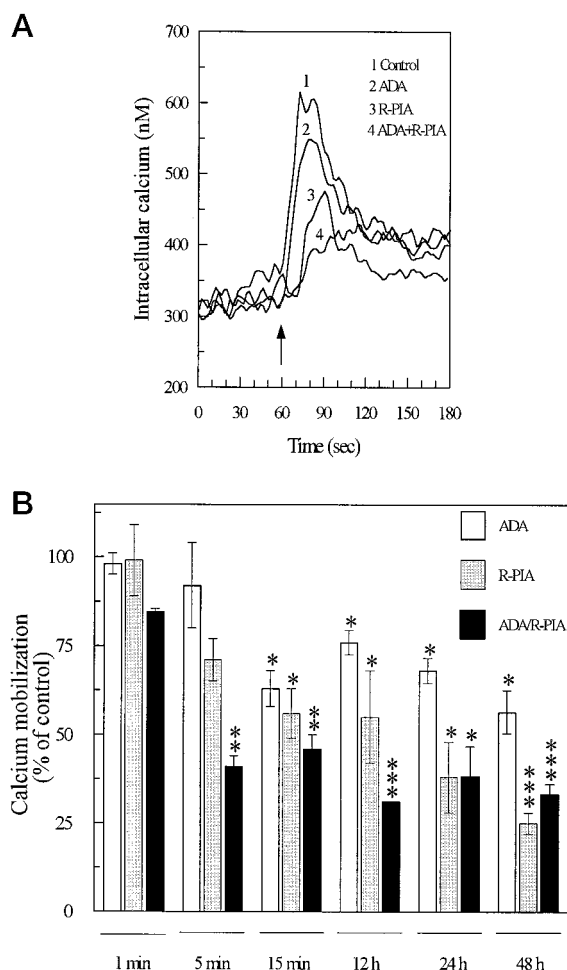 A
1 Control
2 ADA
3 R-PIA
4 ADA+R-PIA
Intracellular calcium (nM)
700
600
500
400
300
200
1
2
3
4
0 30 60 90 120 150 180
Time (sec)
B
ADA
R-PIA
ADA/R-PIA
Calcium mobilization
(% of control)
100
75
50
25
0
** * * ** * * *** * * * * *** ***
1 min 5 min 15 min 12 h 24 h 48 h